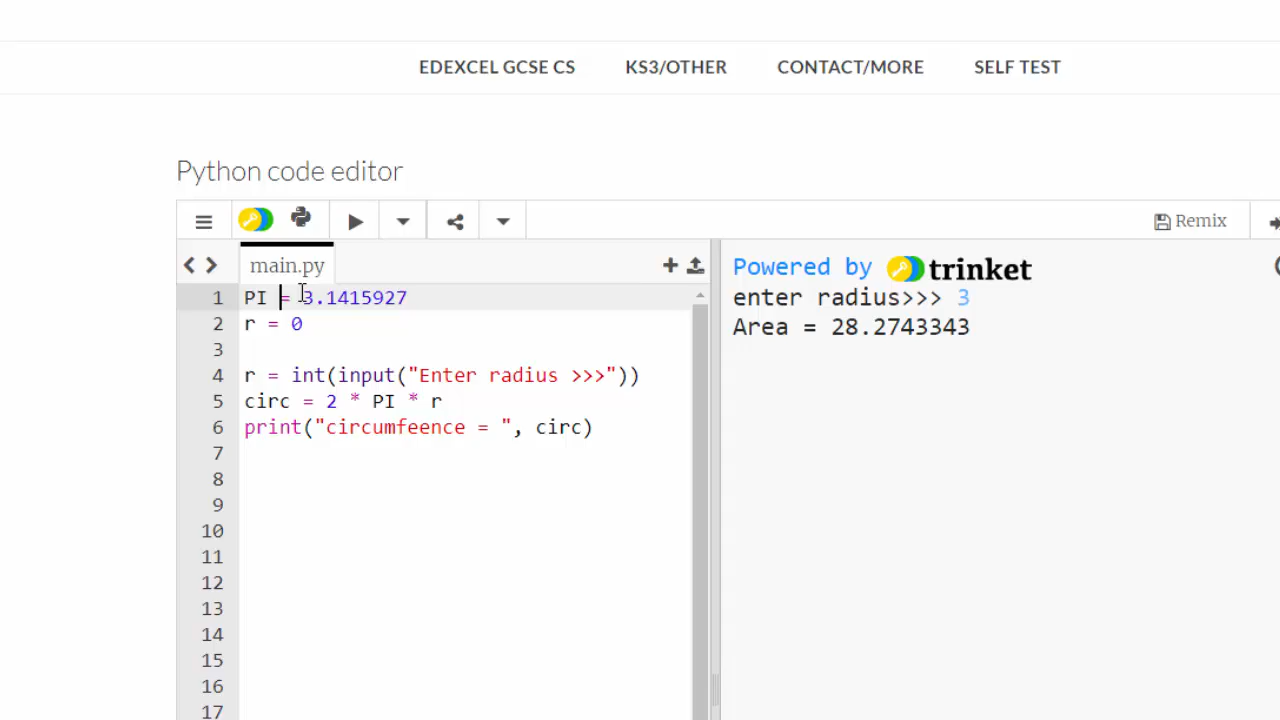 EDEXCEL GCSE CS KS3/OTHER CONTACT/MORE SELF TEST
Python code editor
Remix
main.py
1 PI = 3.1415927
2 r = 0
3
4 r = int(input("Enter radius >>>"))
5 circ = 2 * PI * r
6 print("circumfeence = ", circ)
7
8
9
10
11
12
13
14
15
16
17
Powered by trinket
enter radius>>> 3
Area = 28.2743343